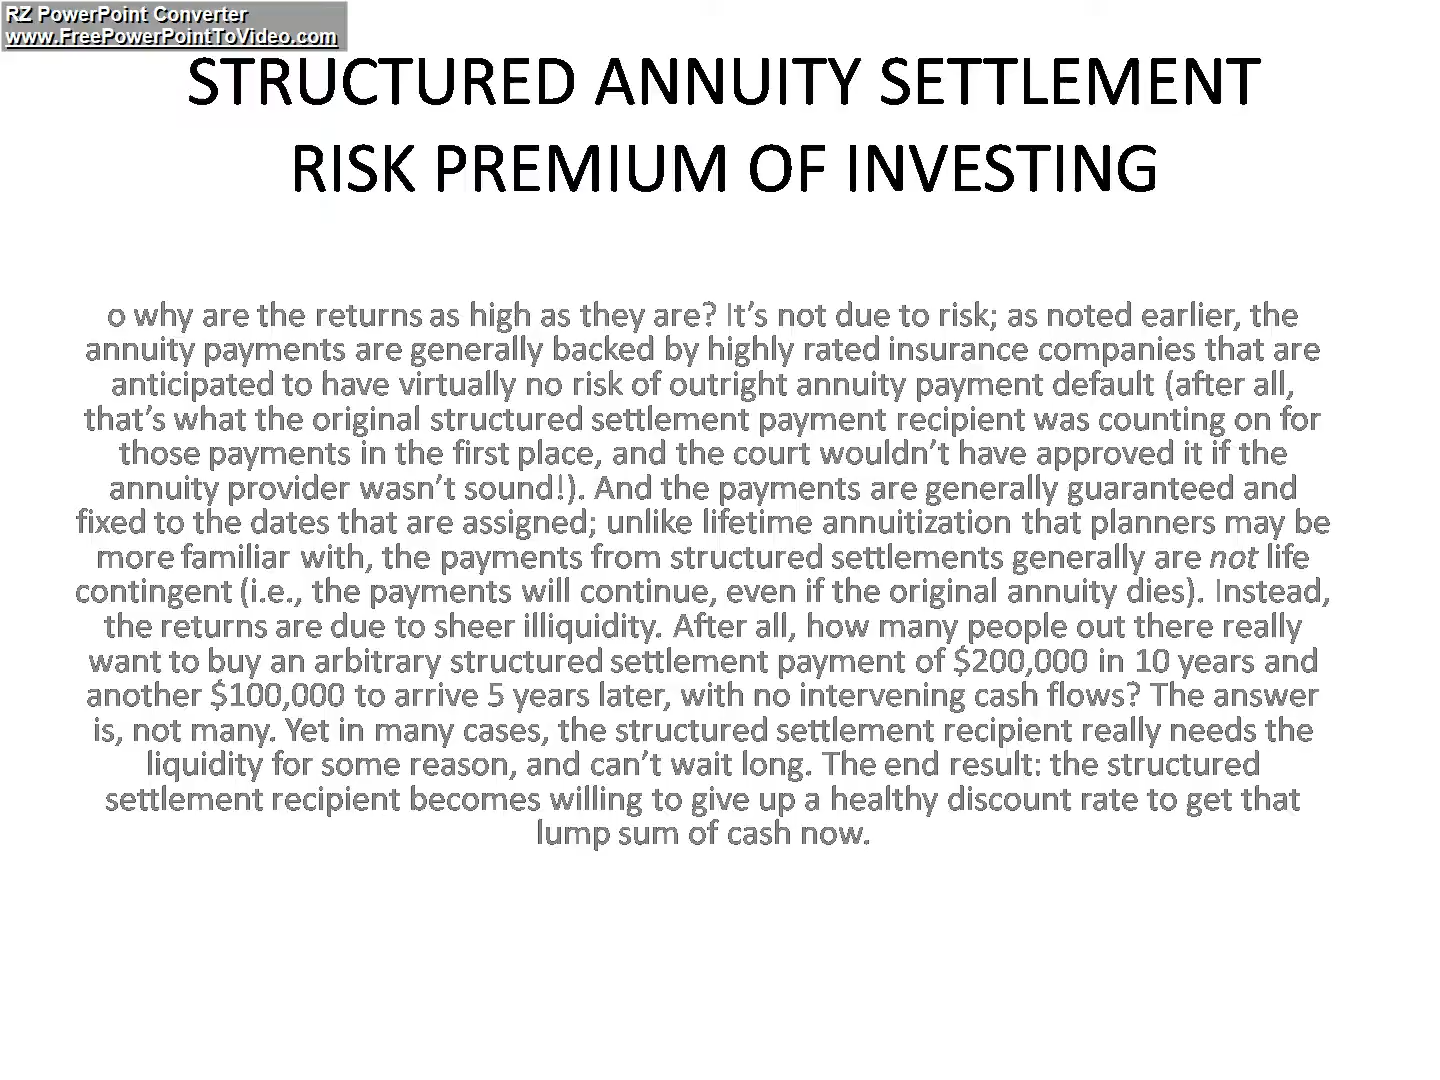 RZ PowerPoint Converter
www.FreePowerPointToVideo.com
STRUCTURED ANNUITY SETTLEMENT
RISK PREMIUM OF INVESTING
o why are the returns as high as they are? It’s not due to risk; as noted earlier, the
annuity payments are generally backed by highly rated insurance companies that are
anticipated to have virtually no risk of outright annuity payment default (after all,
that’s what the original structured settlement payment recipient was counting on for
those payments in the first place, and the court wouldn’t have approved it if the
annuity provider wasn’t sound!). And the payments are generally guaranteed and
fixed to the dates that are assigned; unlike lifetime annuitization that planners may be
more familiar with, the payments from structured settlements generally are not life
contingent (i.e., the payments will continue, even if the original annuity dies). Instead,
the returns are due to sheer illiquidity. After all, how many people out there really
want to buy an arbitrary structured settlement payment of $200,000 in 10 years and
another $100,000 to arrive 5 years later, with no intervening cash flows? The answer
is, not many. Yet in many cases, the structured settlement recipient really needs the
liquidity for some reason, and can’t wait long. The end result: the structured
settlement recipient becomes willing to give up a healthy discount rate to get that
lump sum of cash now.